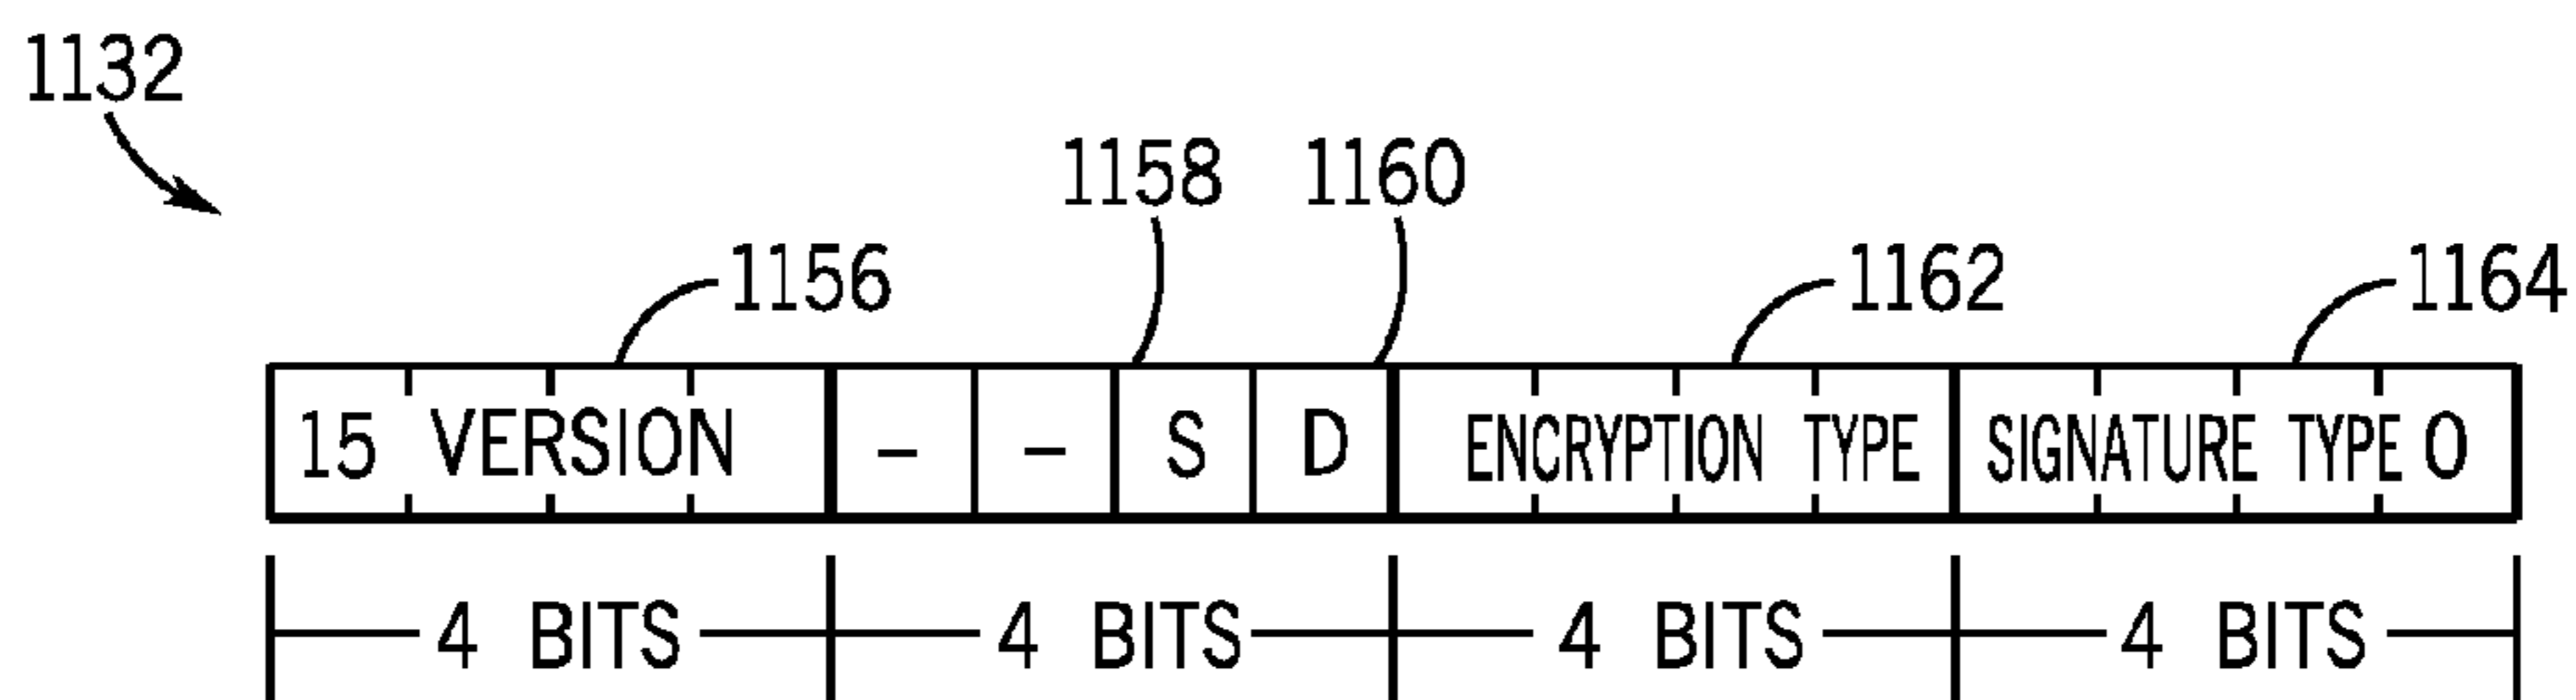 1132
1158 1160
1156 1162 1164
15 VERSION – – S D ENCRYPTION TYPE SIGNATURE TYPE 0
4 BITS 4 BITS 4 BITS 4 BITS